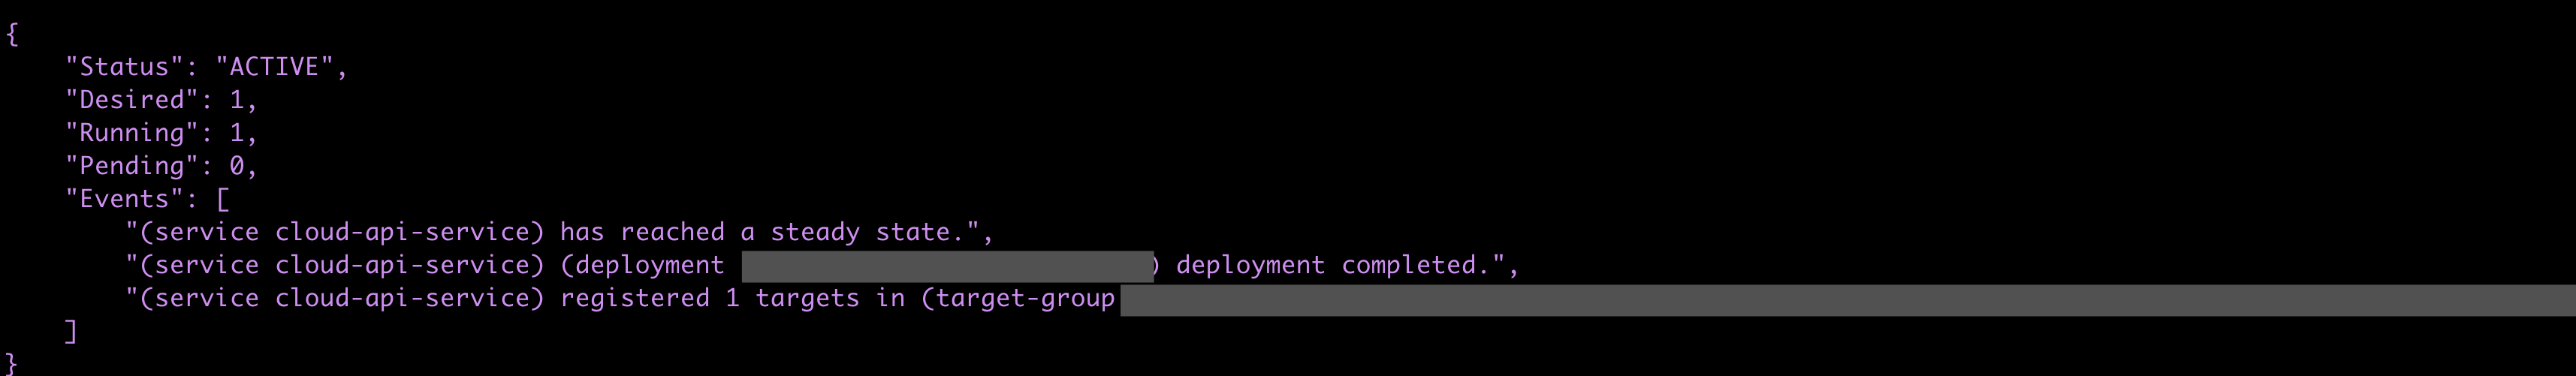 {
    "Status": "ACTIVE",
    "Desired": 1,
    "Running": 1,
    "Pending": 0,
    "Events": [
        "(service cloud-api-service) has reached a steady state.",
        "(service cloud-api-service) (deployment ) deployment completed.",
        "(service cloud-api-service) registered 1 targets in (target-group
    ]
}